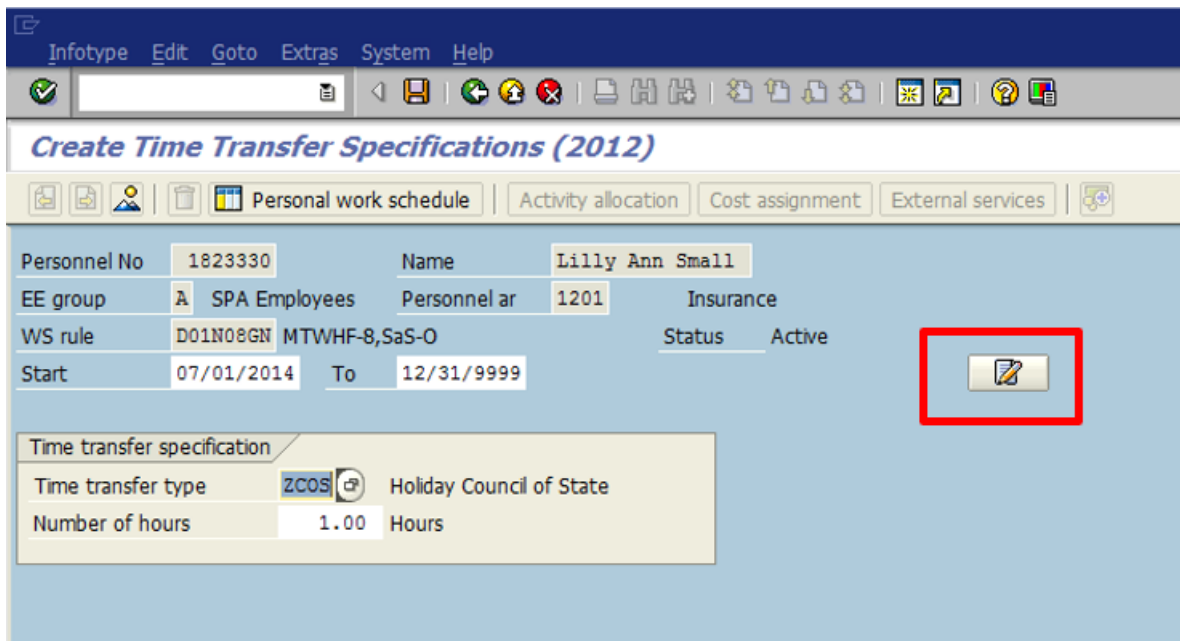 Infotype Edit Goto Extras System Help
Create Time Transfer Specifications (2012)
Personal work schedule Activity allocation Cost assignment External services
Personnel No 1823330 Name Lilly Ann Small
EE group A SPA Employees Personnel ar 1201 Insurance
WS rule D01N08GN MTWHF-8,SaS-O Status Active
Start 07/01/2014 To 12/31/9999
Time transfer specification
Time transfer type ZCOS Holiday Council of State
Number of hours 1.00 Hours